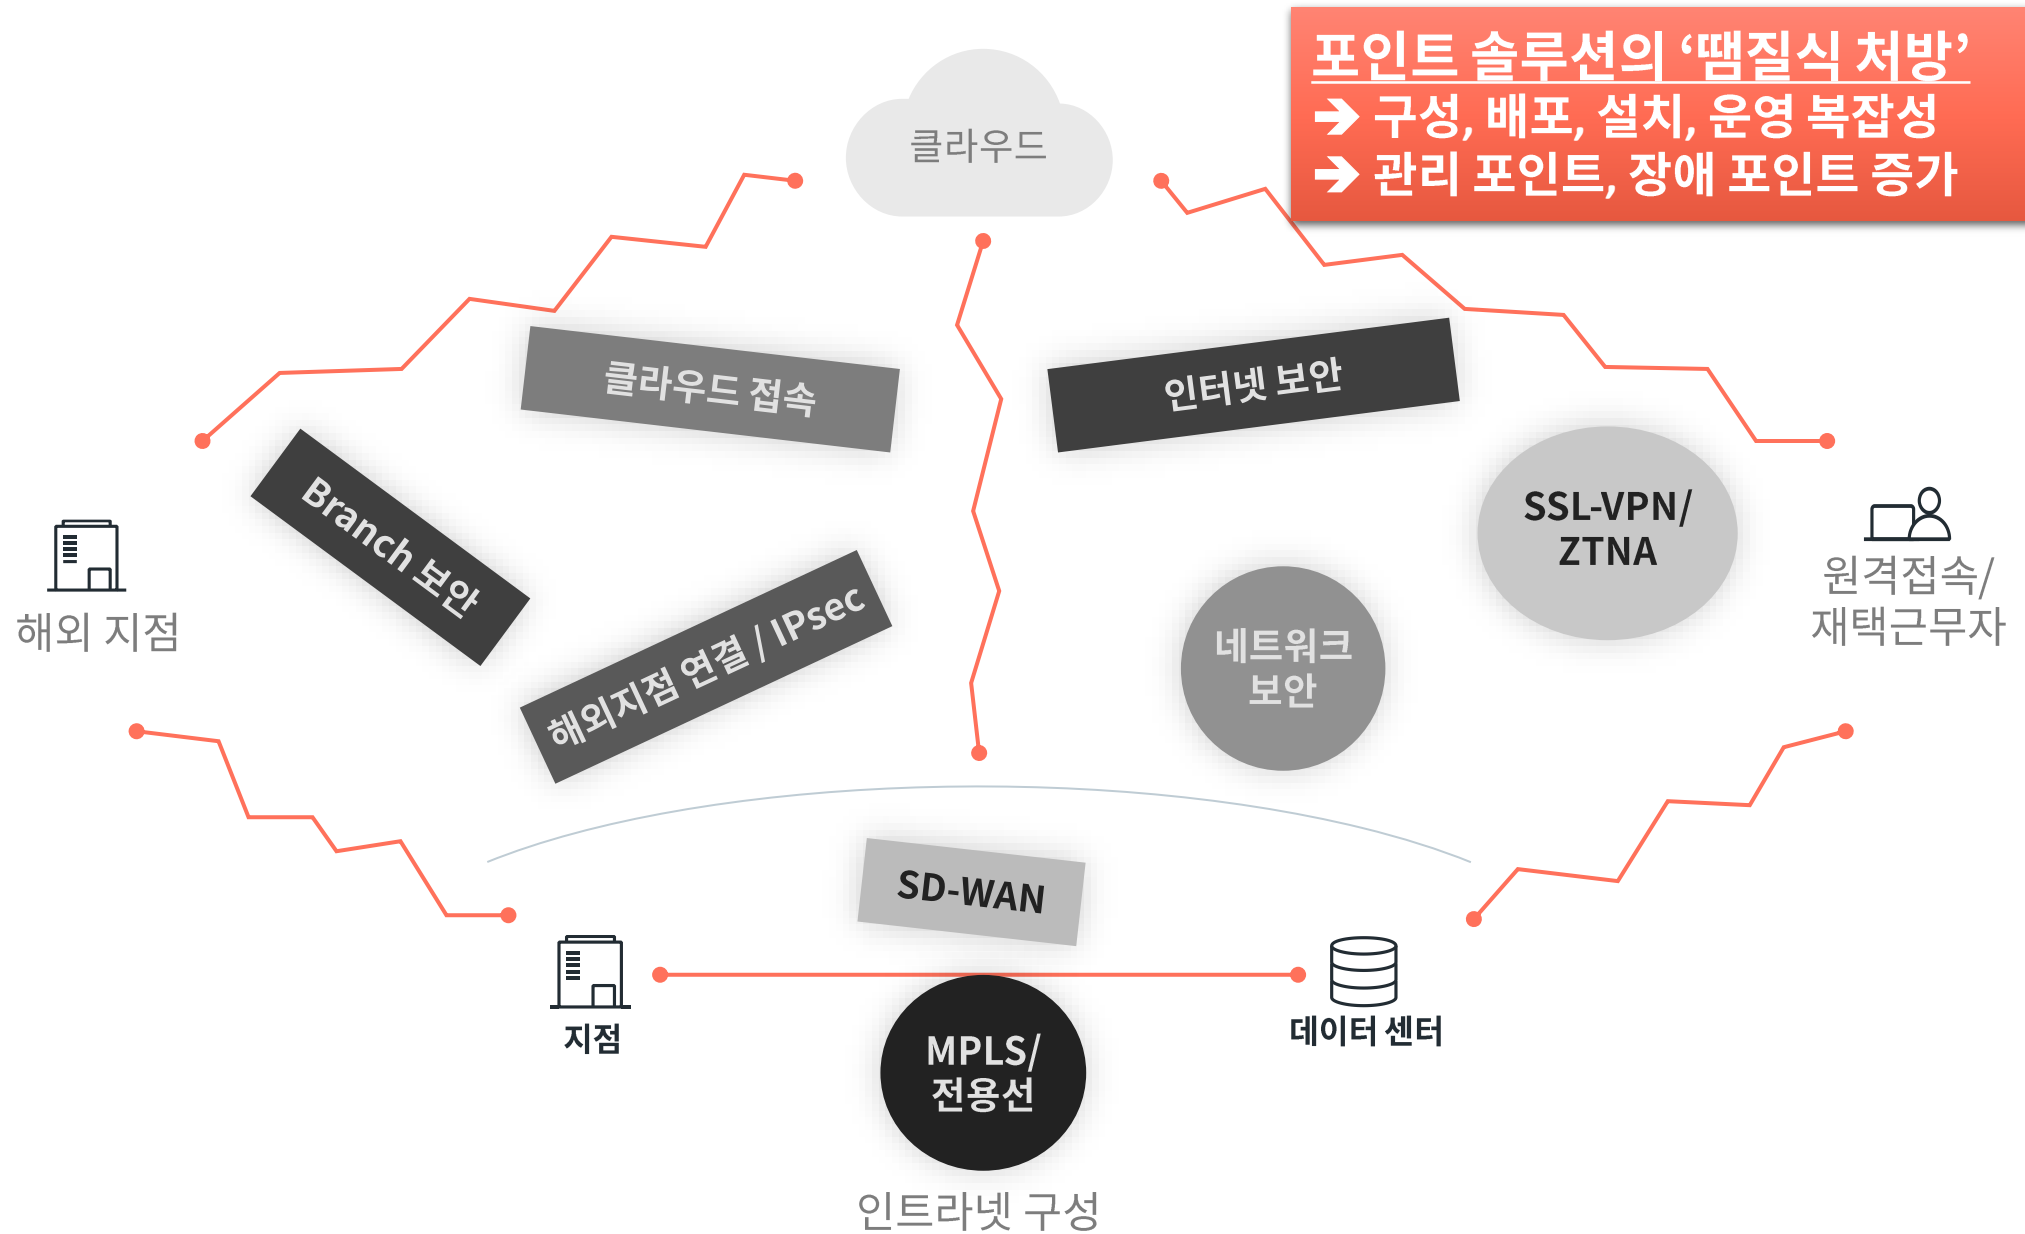 포인트 솔루션의 ‘땜질식 처방’
➔ 구성, 배포, 설치, 운영 복잡성
➔ 관리 포인트, 장애 포인트 증가
클라우드
클라우드 접속
인터넷 보안
Branch 보안
SSL-VPN/
ZTNA
해외 지점
원격접속/
재택근무자
해외지점 연결 / IPsec
네트워크
보안
SD-WAN
지점
데이터 센터
MPLS/
전용선
인트라넷 구성